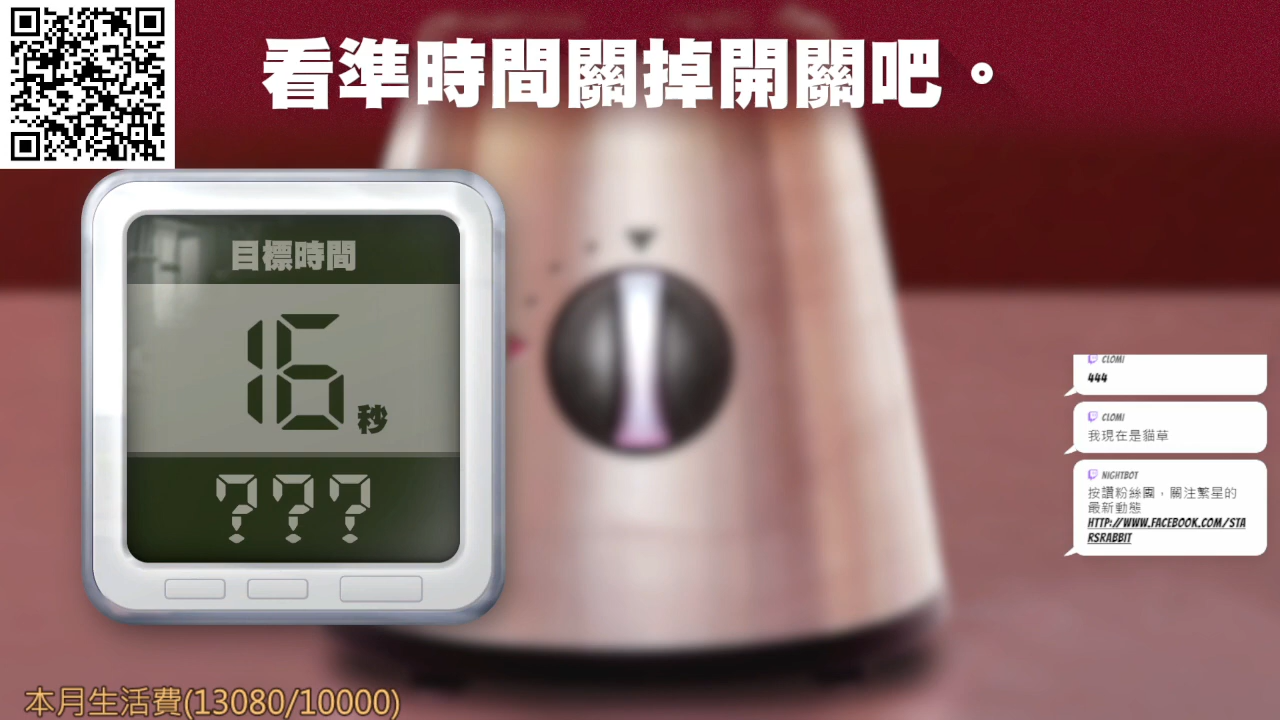 看準時間關掉開關吧。
目標時間
16秒
???
CLOMI
444
CLOMI
我現在是貓草
NIGHTBOT
按讚粉絲團，關注繁星的
最新動態
HTTP://WWW.FACEBOOK.COM/STA
RSRABBIT
本月生活費(13080/10000)